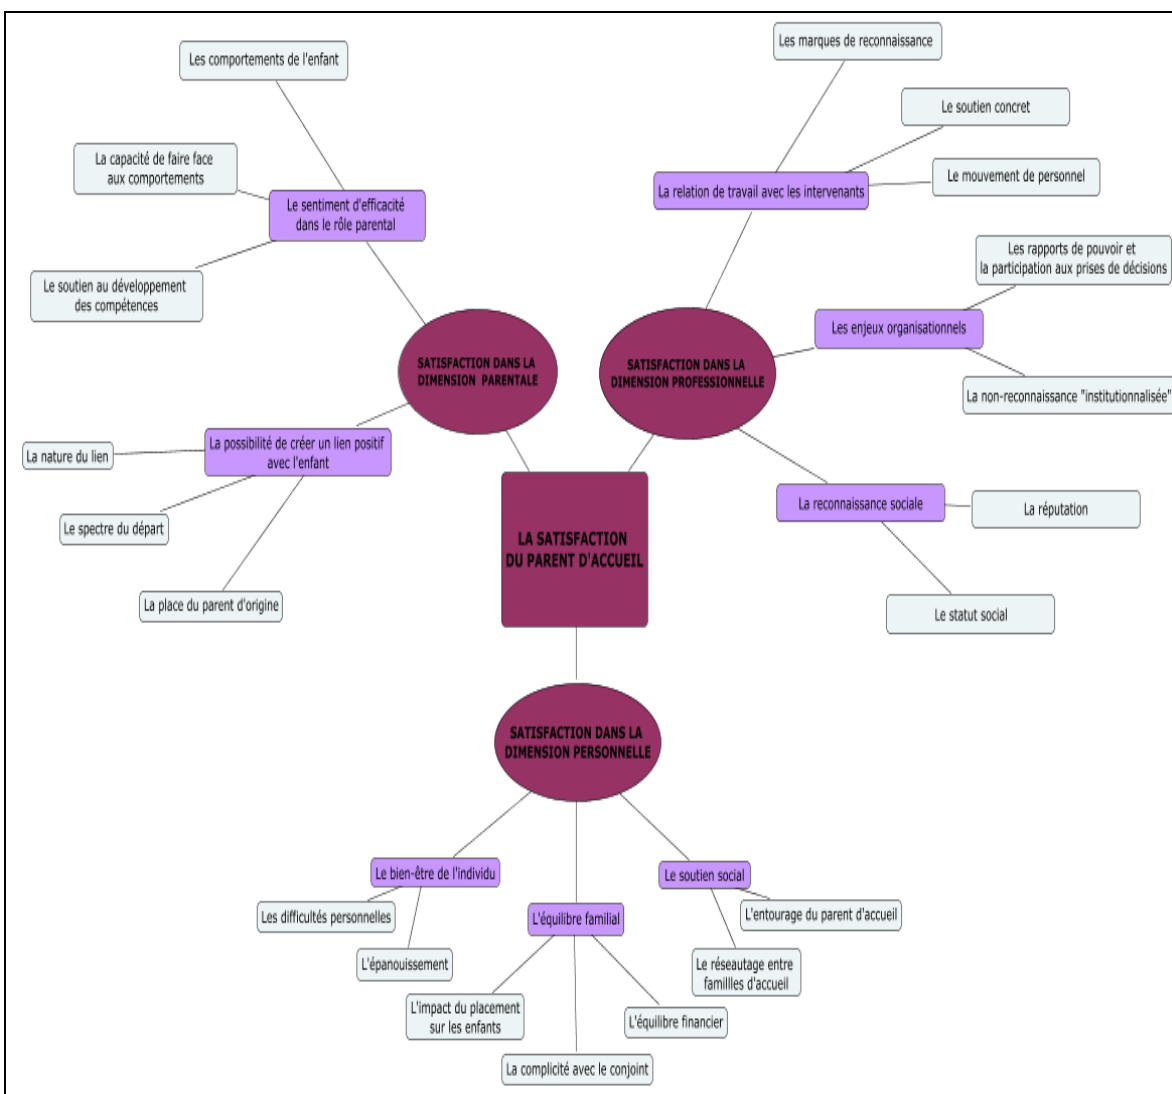 Les comportements de l'enfant
La capacité de faire face
aux comportements
Le sentiment d'efficacité
dans le rôle parental
Le soutien au développement
des compétences
SATISFACTION DANS LA
DIMENSION PARENTALE
La possibilité de créer un lien positif
avec l'enfant
La nature du lien
Le spectre du départ
La place du parent d'origine
Les marques de reconnaissance
Le soutien concret
La relation de travail avec les intervenants
Le mouvement de personnel
Les rapports de pouvoir et
la participation aux prises de décisions
Les enjeux organisationnels
SATISFACTION DANS LA
DIMENSION PROFESSIONNELLE
La non-reconnaissance "institutionnalisée"
La reconnaissance sociale
La réputation
Le statut social
LA SATISFACTION
DU PARENT D'ACCUEIL
SATISFACTION DANS LA
DIMENSION PERSONNELLE
Le bien-être de l'individu
Les difficultés personnelles
L'épanouissement
L'équilibre familial
L'impact du placement
sur les enfants
La complicité avec le conjoint
L'équilibre financier
Le soutien social
L'entourage du parent d'accueil
Le réseautage entre
famillles d'accueil